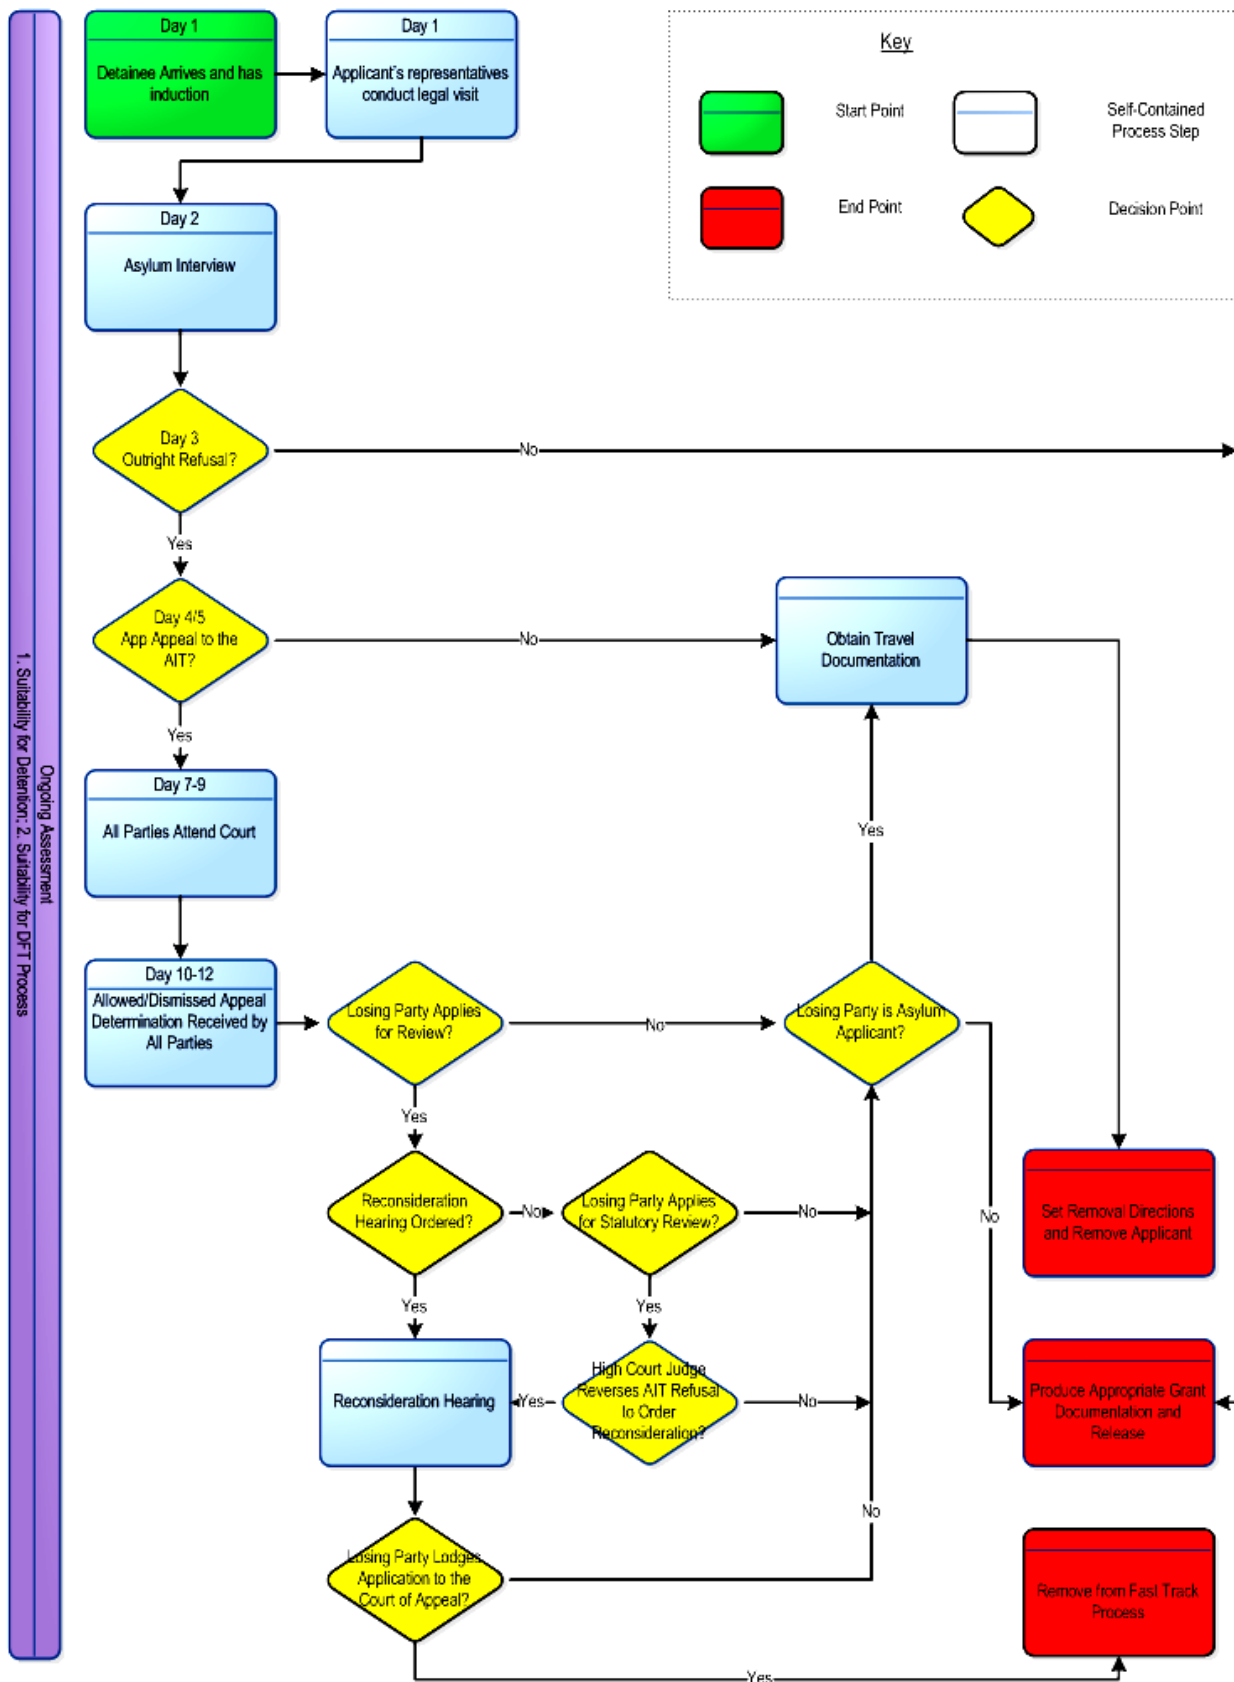 Day 1
Detainee Arrives and has
induction
Day 1
Applicant's representatives
conduct legal visit
Key
Start Point
Self-Contained
Process Step
End Point
Decision Point
Day 2
Asylum Interview
Day 3
Outright Refusal?
No
Yes
Day 4/5
App Appeal to the
AIT?
No
Obtain Travel
Documentation
Yes
Day 7-9
All Parties Attend Court
Yes
Ongoing Assessment
1. Suitability for Detention; 2. Suitability for DFT Process
Day 10-12
Allowed/Dismissed Appeal
Determination Received by
All Parties
Losing Party Applies
for Review?
No
Losing Party is Asylum
Applicant?
Yes
Reconsideration
Hearing Ordered?
No
Losing Party Applies
for Statutory Review?
No
No
Set Removal Directions
and Remove Applicant
Yes
Yes
Reconsideration Hearing
Yes
High Court Judge
Reverses AIT Refusal
to Order
Reconsideration?
No
Produce Appropriate Grant
Documentation and
Release
No
Losing Party Lodges
Application to the
Court of Appeal?
Remove from Fast Track
Process
Yes